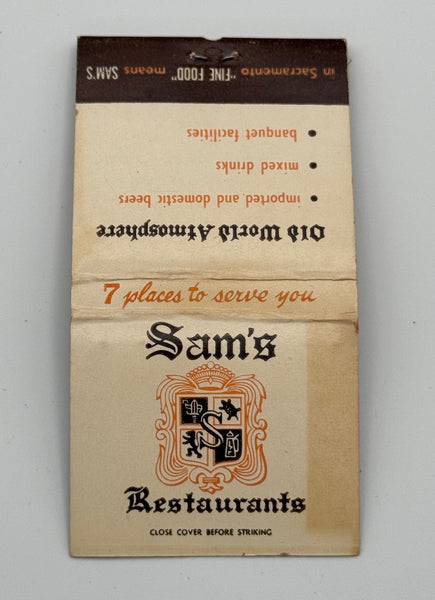 in Sacramento "FINE FOOD" means SAM'S
Old World Atmosphere
• imported and domestic beers
• mixed drinks
• banquet facilities
7 places to serve you
Sam's
S
Restaurants
CLOSE COVER BEFORE STRIKING